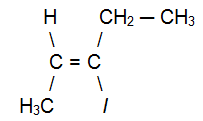 H CH₂ – CH₃
C = C
H₃C I